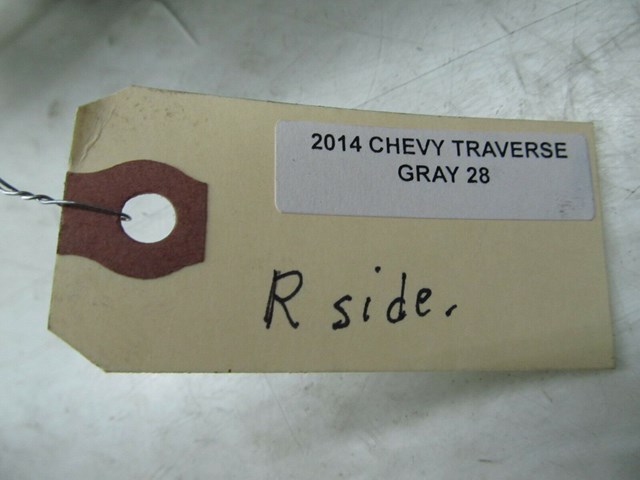 2014 CHEVY TRAVERSE
GRAY 28
R side.